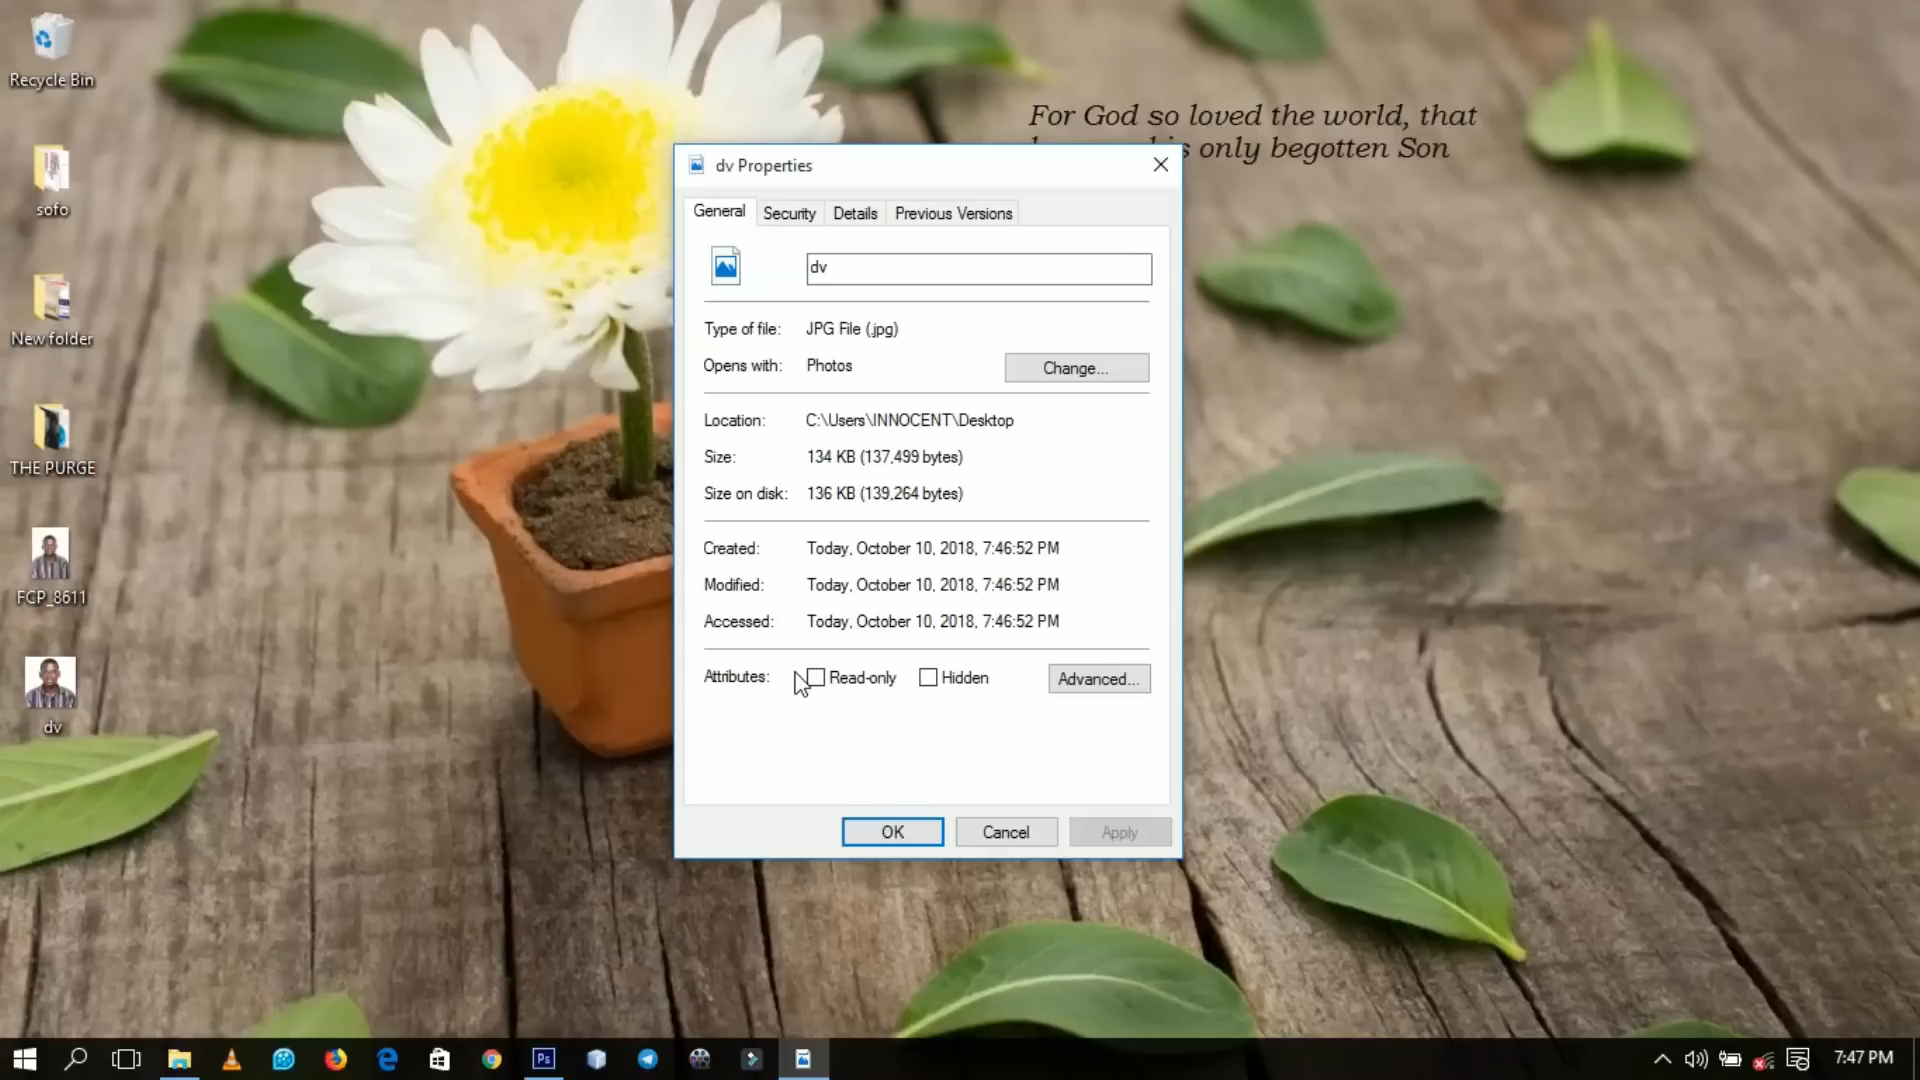 Recycle Bin
sofo
New folder
THE PURGE
FCP_8611
dv
For God so loved the world, that
only begotten Son
dv Properties
General
Security
Details
Previous Versions
dv
Type of file:
JPG File (.jpg)
Opens with:
Photos
Change...
Location:
C:\Users\INNOCENT\Desktop
Size:
134 KB (137,499 bytes)
Size on disk:
136 KB (139,264 bytes)
Created:
Today, October 10, 2018, 7:46:52 PM
Modified:
Today, October 10, 2018, 7:46:52 PM
Accessed:
Today, October 10, 2018, 7:46:52 PM
Attributes:
Read-only
Hidden
Advanced...
OK
Cancel
Apply
Ps
7:47 PM